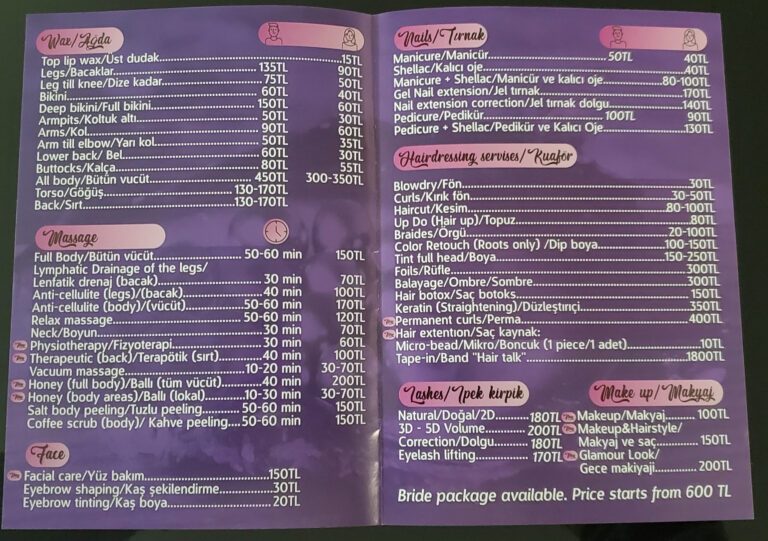 Wax/Ağda
Top lip wax/Üst dudak 15TL
Legs/Bacaklar 135TL 90TL
Leg till knee/Dize kadar 75TL 50TL
Bikini 60TL 40TL
Deep bikini/Full bikini 150TL 60TL
Armpits/Koltuk altı 50TL 30TL
Arms/Kol 90TL 60TL
Arm till elbow/Yarı kol 50TL 35TL
Lower back/ Bel 60TL 30TL
Buttocks/Kalça 80TL 55TL
All body/Bütün vucüt 450TL 300-350TL
Torso/Göğüş 130-170TL
Back/Sırt 130-170TL
Massage
Full Body/Bütün vücüt 50-60 min 150TL
Lymphatic Drainage of the legs/
Lenfatik drenaj (bacak) 30 min 70TL
Anti-cellulite (legs)/(bacak) 40 min 100TL
Anti-cellulite (body)/(vücüt) 50-60 min 170TL
Relax massage 50-60 min 120TL
Neck/Boyun 30 min 70TL
Physiotherapy/Fizyoterapi 30 min 60TL
Therapeutic (back)/Terapötik (sırt) 40 min 100TL
Vacuum massage 10-20 min 30-70TL
Honey (full body)/Ballı (tüm vücüt) 40 min 200TL
Honey (body areas)/Ballı (lokal) 10-30 min 30-70TL
Salt body peeling/Tuzlu peeling 50-60 min 150TL
Coffee scrub (body)/ Kahve peeling 50-60 min 150TL
Face
Facial care/Yüz bakım 150TL
Eyebrow shaping/Kaş şekilendirme 30TL
Eyebrow tinting/Kaş boya 20TL
Nails/Tırnak
Manicure/Manicür 50TL 40TL
Shellac/Kalıcı oje 40TL
Manicure + Shellac/Manicür ve kalıcı oje 80-100TL
Gel Nail extension/Jel tırnak 170TL
Nail extension correction/Jel tırnak dolgu 140TL
Pedicure/Pedikür 100TL 90TL
Pedicure + Shellac/Pedikür ve Kalıcı Oje 130TL
Hairdressing servises/Kuaför
Blowdry/Fön 30TL
Curls/Kırık fön 30-50TL
Haircut/Kesim 80-100TL
Up Do (Hair up)/Topuz 80TL
Braides/Örgü 20-100TL
Color Retouch (Roots only) /Dip boya 100-150TL
Tint full head/Boya 150-250TL
Foils/Rüfle 300TL
Balayage/Ombre/Sombre 300TL
Hair botox/Saç botoks 150TL
Keratin (Straightening)/Düzleştirıçı 350TL
Permanent curls/Perma 400TL
Hair extentıon/Saç kaynak:
Micro-bead/Mikro/Boncuk (1 piece/1 adet) 10TL
Tape-in/Band "Hair talk" 1800TL
Lashes/Ipek kirpik
Natural/Doğal/2D 180TL
3D - 5D Volume 200TL
Correction/Dolgu 180TL
Eyelash lifting 170TL
Make up/Makyaj
Makeup/Makyaj 100TL
Makeup&Hairstyle/
Makyaj ve saç 150TL
Glamour Look/
Gece makiyaji 200TL
Bride package available. Price starts from 600 TL